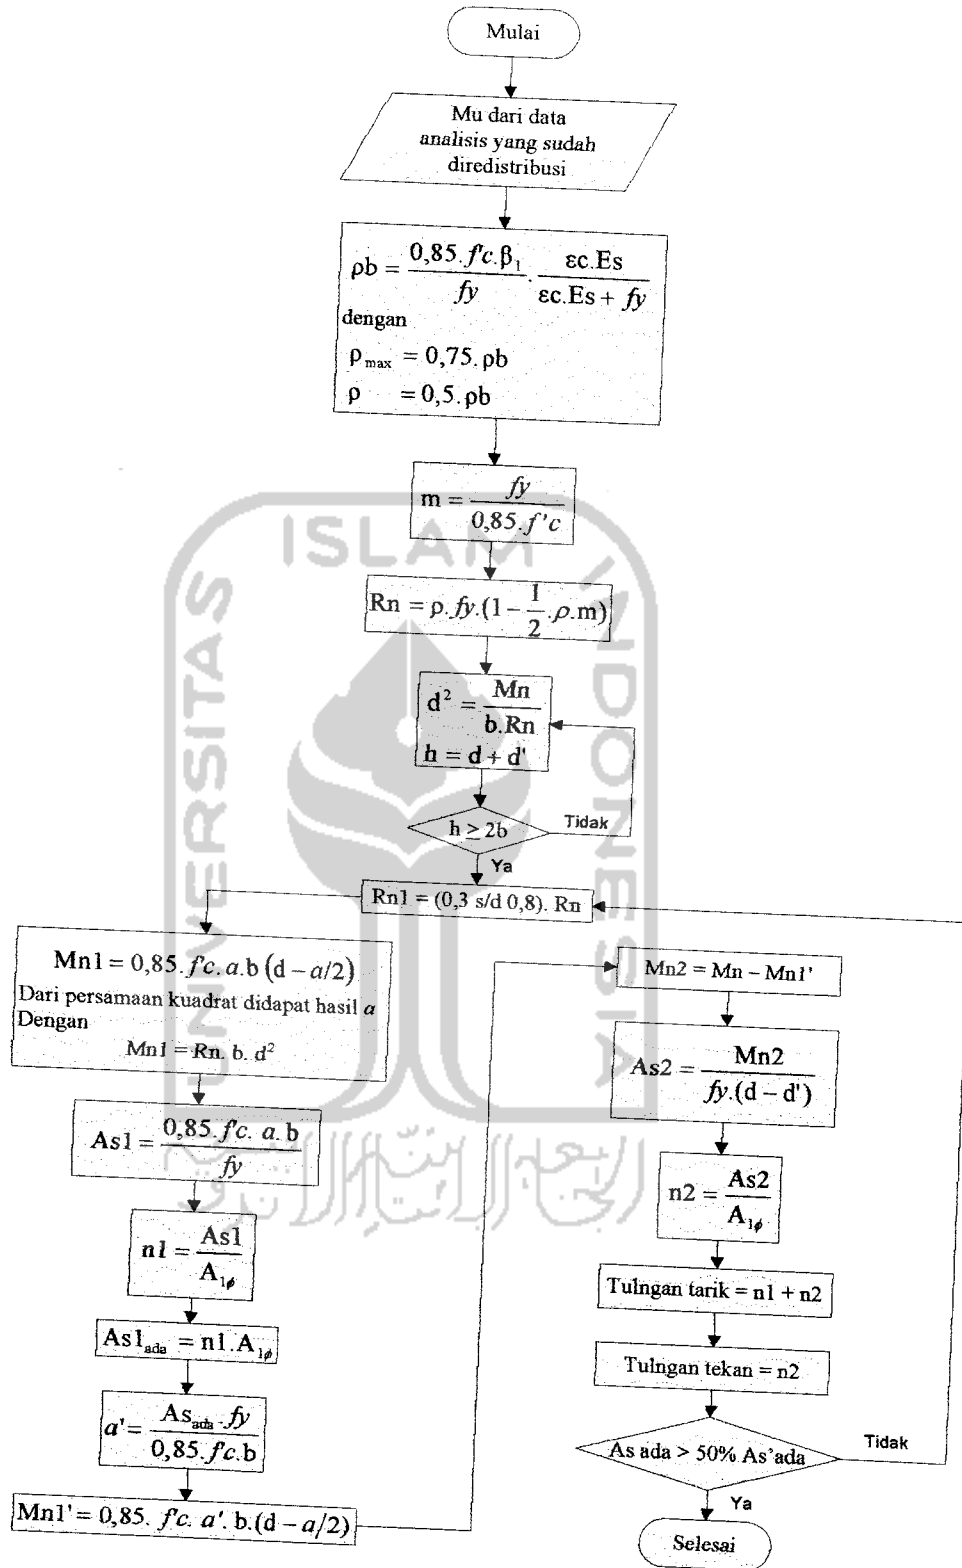 Mulai
Mu dari data
analisis yang sudah
diredistribusi
ρb = 0,85.f'c.β₁ / fy . εc.Es / εc.Es + fy
dengan
ρmax = 0,75.ρb
ρ = 0,5.ρb
m = fy / 0,85.f'c
Rn = ρ.fy.(1 − 1/2 .ρ.m)
d² = Mn / b.Rn
h = d + d'
h ≥ 2b
Tidak
Ya
Rn1 = (0,3 s/d 0,8). Rn
Mn1 = 0,85.f'c.a.b (d − a/2)
Dari persamaan kuadrat didapat hasil a
Dengan
Mn1 = Rn. b. d²
As1 = 0,85.f'c. a.b / fy
n1 = As1 / A₁ϕ
As1ada = n1.A₁ϕ
a' = Asada.fy / 0,85.f'c.b
Mn1' = 0,85. f'c. a'. b.(d − a/2)
Mn2 = Mn − Mn1'
As2 = Mn2 / fy.(d − d')
n2 = As2 / A₁ϕ
Tulngan tarik = n1 + n2
Tulngan tekan = n2
As ada > 50% As'ada
Tidak
Ya
Selesai
UNIVERSITAS
ISLAM
INDONESIA